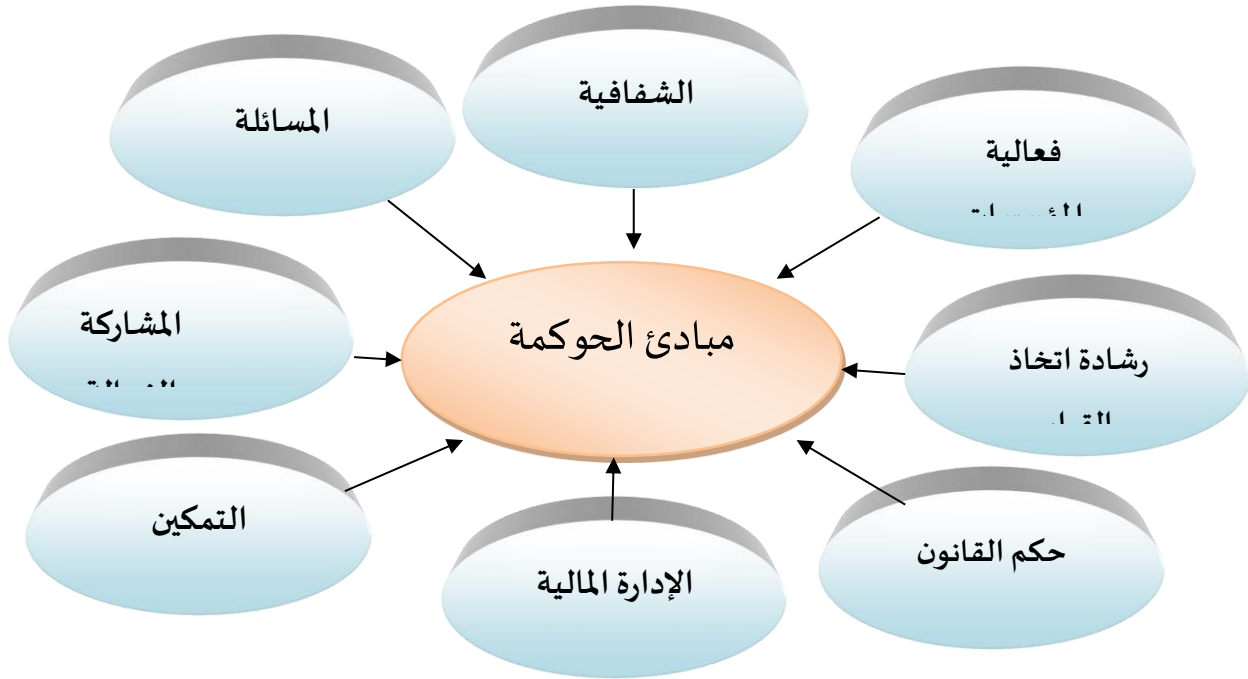 الشفافية
المسائلة
فعالية
المشاركة
مبادئ الحوكمة
رشادة اتخاذ
التمكين
الإدارة المالية
حكم القانون